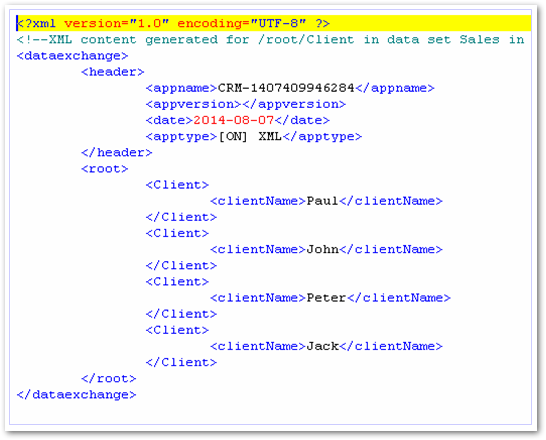 <?xml version="1.0" encoding="UTF-8" ?>
<!--XML content generated for /root/Client in data set Sales in
<dataexchange>
<header>
<appname>CRM-1407409946284</appname>
<appversion></appversion>
<date>2014-08-07</date>
<apptype>[ON] XML</apptype>
</header>
<root>
<Client>
<clientName>Paul</clientName>
</Client>
<Client>
<clientName>John</clientName>
</Client>
<Client>
<clientName>Peter</clientName>
</Client>
<Client>
<clientName>Jack</clientName>
</Client>
</root>
</dataexchange>